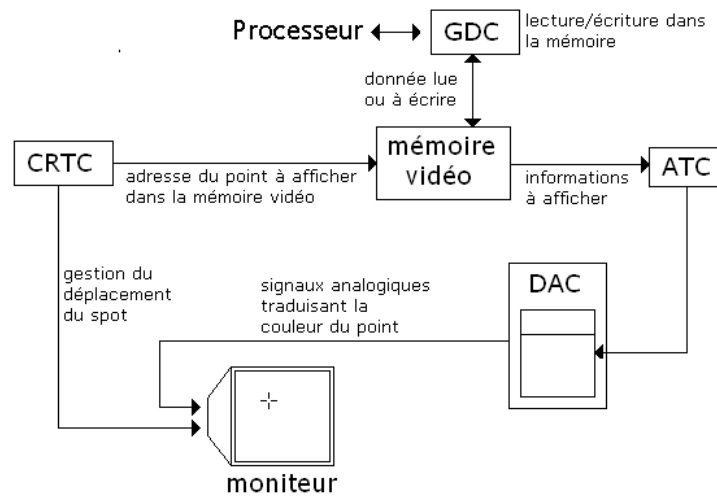 Processeur
GDC
lecture/écriture dans
la mémoire
donnée lue
ou à écrire
CRTC
adresse du point à afficher
dans la mémoire vidéo
mémoire
vidéo
informations
à afficher
ATC
gestion du
déplacement
du spot
signaux analogiques
traduisant la
couleur du point
DAC
moniteur